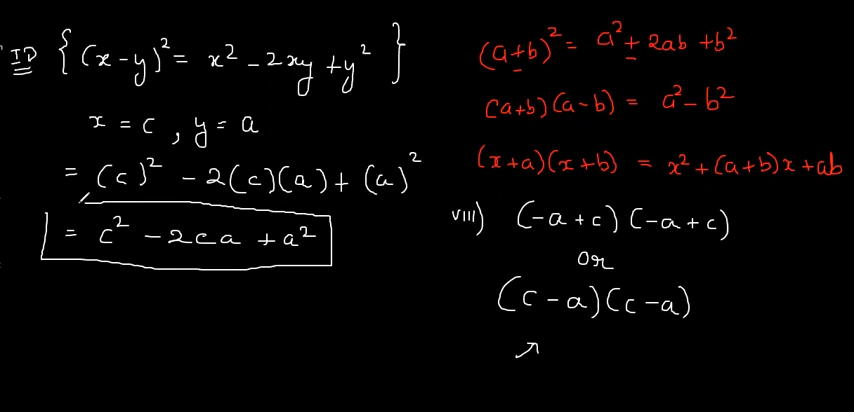 ID { (x-y)² = x² - 2xy + y² }
x = c, y = a
= (c)² - 2(c)(a) + (a)²
= c² - 2ca + a²
(a+b)² = a² + 2ab + b²
(a+b)(a-b) = a² - b²
(x+a)(x+b) = x² + (a+b)x + ab
viii) (-a+c)(-a+c)
or
(c-a)(c-a)